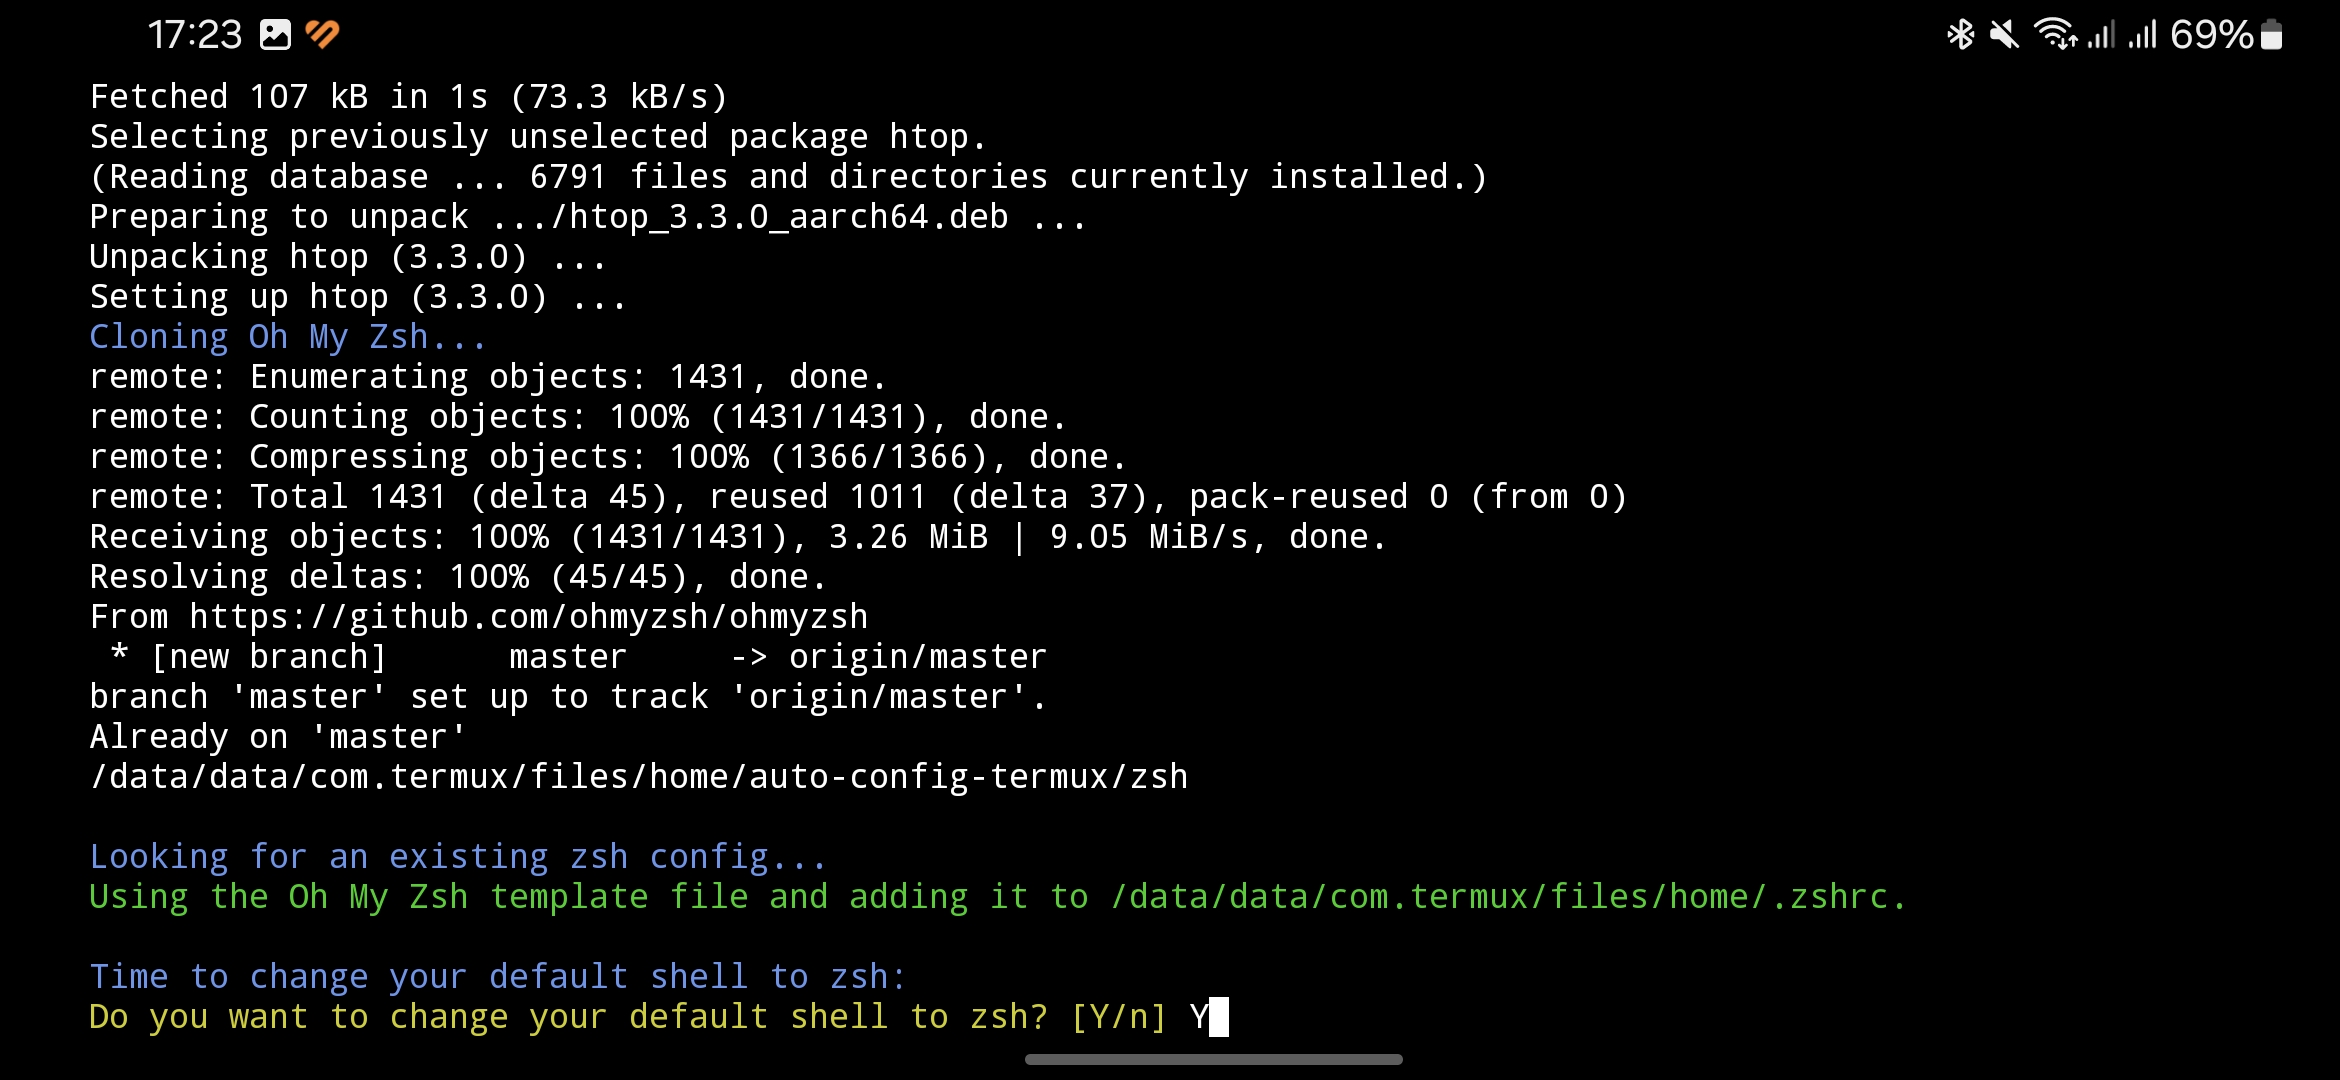 17:23 69%
Fetched 107 kB in 1s (73.3 kB/s)
Selecting previously unselected package htop.
(Reading database ... 6791 files and directories currently installed.)
Preparing to unpack .../htop_3.3.0_aarch64.deb ...
Unpacking htop (3.3.0) ...
Setting up htop (3.3.0) ...
Cloning Oh My Zsh...
remote: Enumerating objects: 1431, done.
remote: Counting objects: 100% (1431/1431), done.
remote: Compressing objects: 100% (1366/1366), done.
remote: Total 1431 (delta 45), reused 1011 (delta 37), pack-reused 0 (from 0)
Receiving objects: 100% (1431/1431), 3.26 MiB | 9.05 MiB/s, done.
Resolving deltas: 100% (45/45), done.
From https://github.com/ohmyzsh/ohmyzsh
 * [new branch]      master     -> origin/master
branch 'master' set up to track 'origin/master'.
Already on 'master'
/data/data/com.termux/files/home/auto-config-termux/zsh
Looking for an existing zsh config...
Using the Oh My Zsh template file and adding it to /data/data/com.termux/files/home/.zshrc.
Time to change your default shell to zsh:
Do you want to change your default shell to zsh? [Y/n] Y